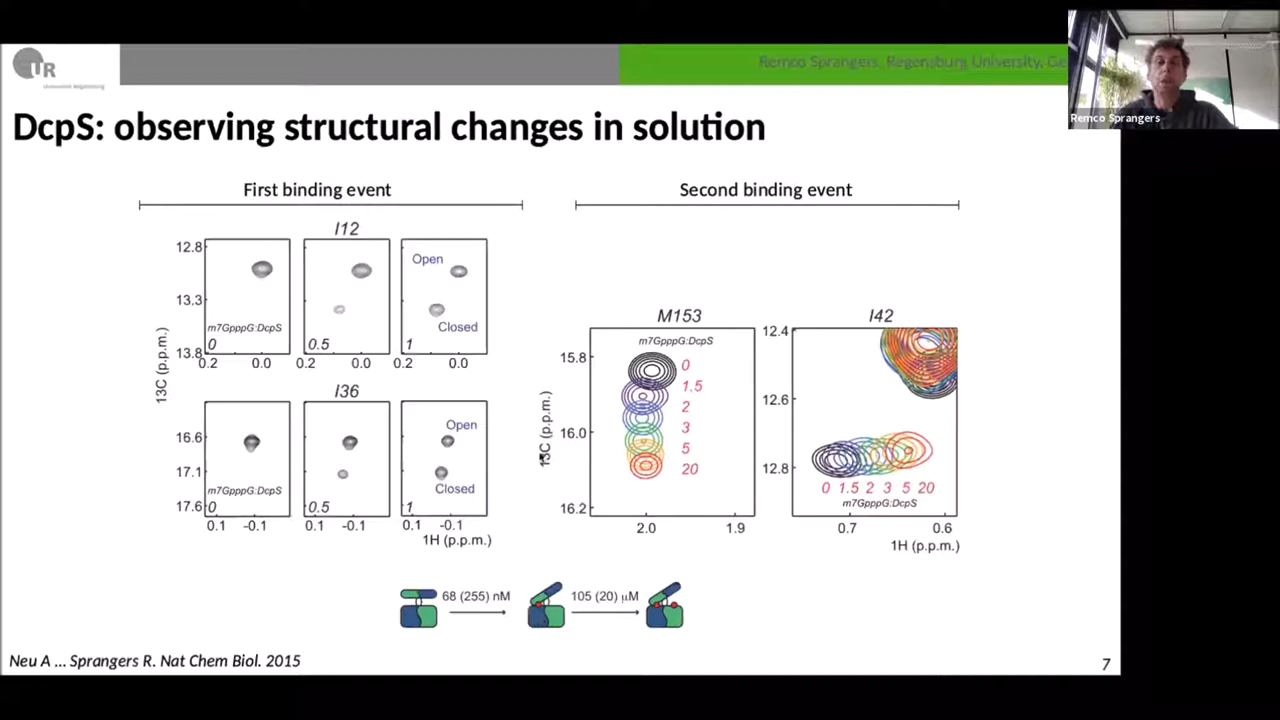 UR
Remco Sprangers, Regensburg University, Ge
Remco Sprangers
DcpS: observing structural changes in solution
First binding event
Second binding event
I12
12.8
13.3
13.8
m7GpppG:DcpS
0
0.5
1
Open
Closed
0.2 0.0 0.2 0.0 0.2 0.0
13C (p.p.m.)
I36
16.6
17.1
17.6
m7GpppG:DcpS
0
0.5
1
Open
Closed
0.1 -0.1 0.1 -0.1 0.1 -0.1
1H (p.p.m.)
M153
m7GpppG:DcpS
15.8
16.0
16.2
0
1.5
2
3
5
20
13C (p.p.m.)
2.0 1.9
I42
12.4
12.6
12.8
0 1.5 2 3 5 20
m7GpppG:DcpS
0.7 0.6
1H (p.p.m.)
68 (255) nM
105 (20) µM
Neu A ... Sprangers R. Nat Chem Biol. 2015
7